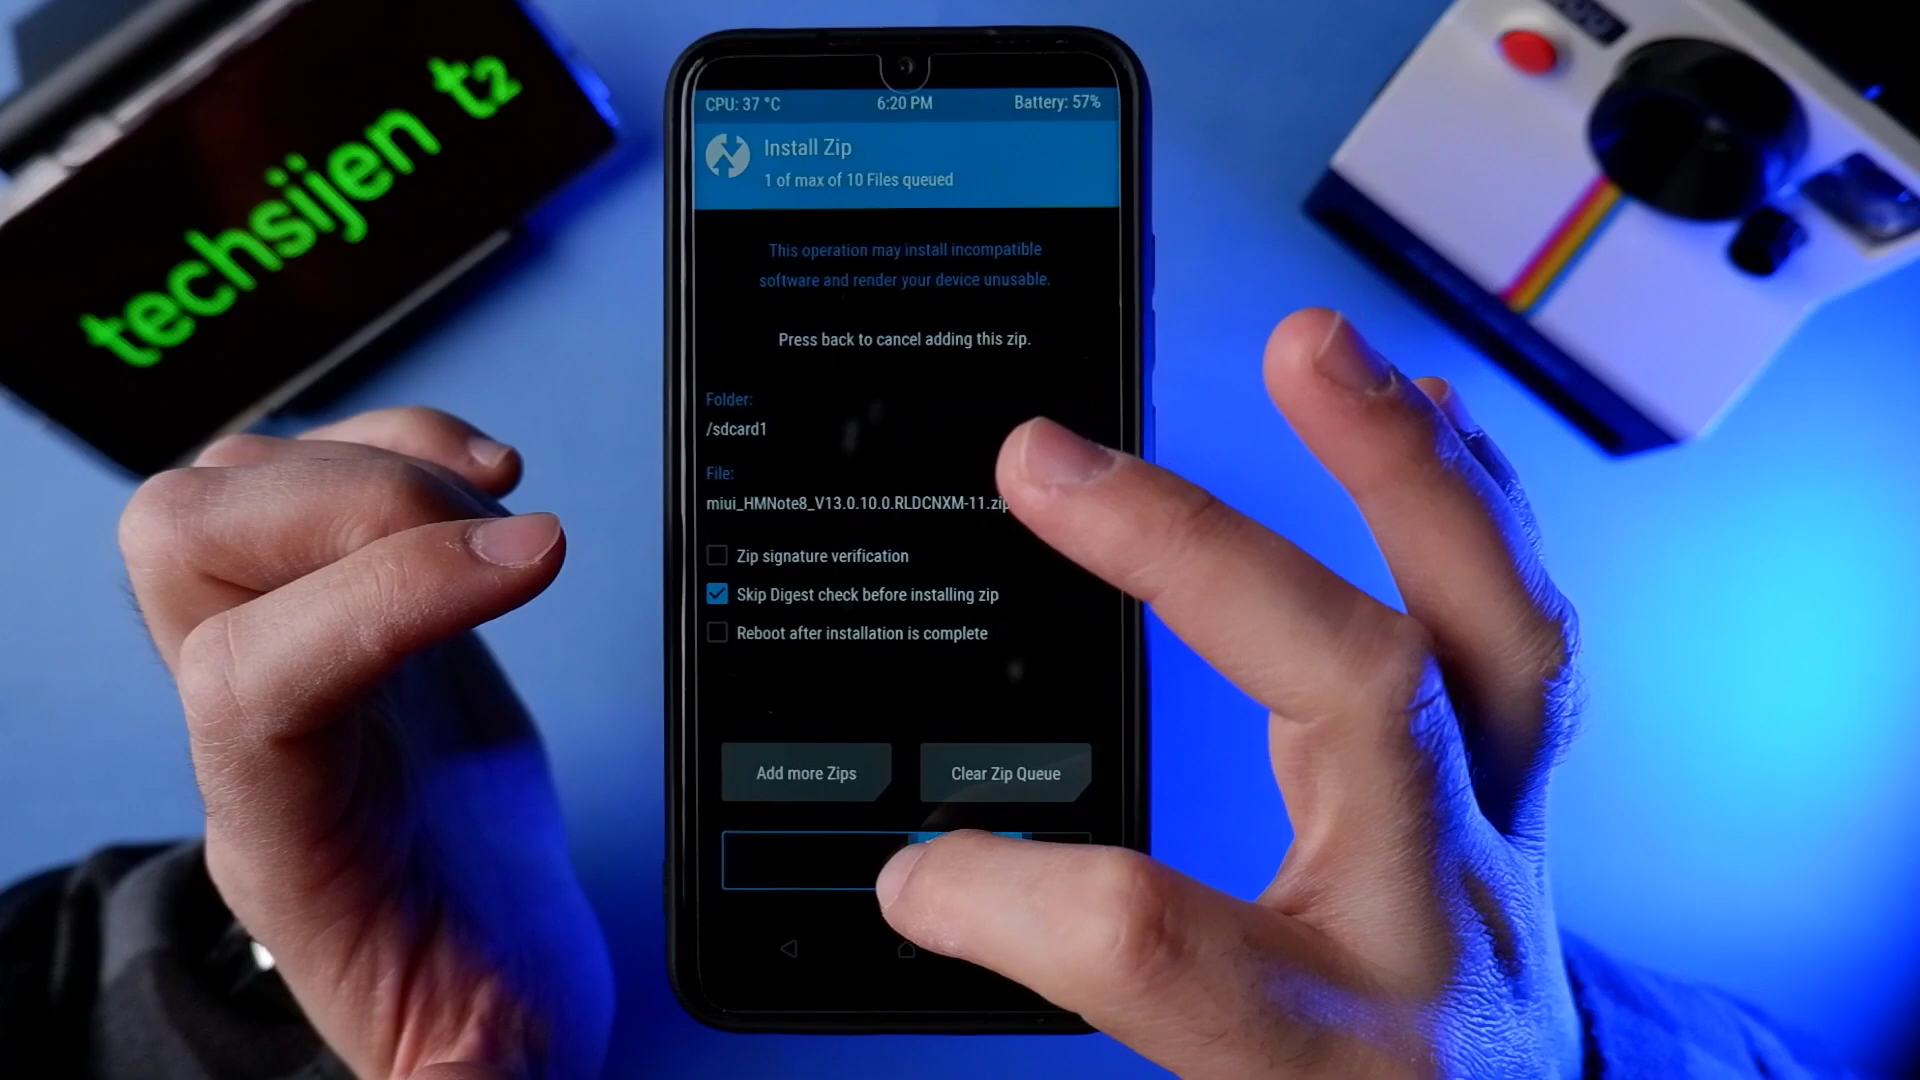 techsijen t2
CPU: 37 °C 6:20 PM Battery: 57%
Install Zip
1 of max of 10 Files queued
This operation may install incompatible
software and render your device unusable.
Press back to cancel adding this zip.
Folder:
/sdcard1
File:
miui_HMNote8_V13.0.10.0.RLDCNXM-11.zip
Zip signature verification
Skip Digest check before installing zip
Reboot after installation is complete
Add more Zips Clear Zip Queue